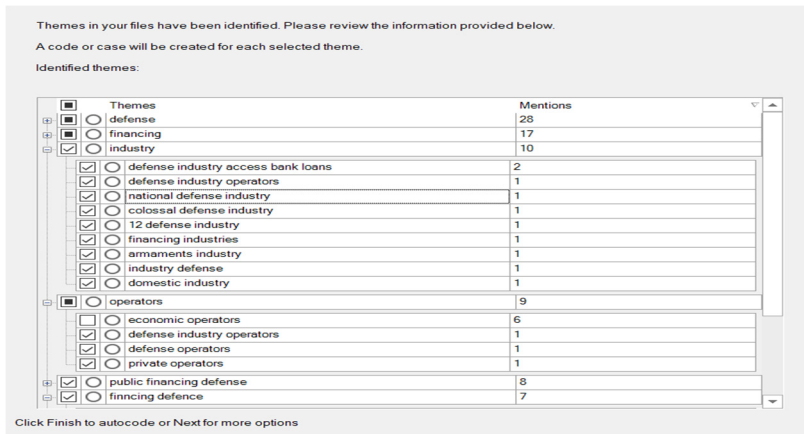 Themes in your files have been identified. Please review the information provided below.
A code or case will be created for each selected theme.
Identified themes:
Themes Mentions
defense 28
financing 17
industry 10
defense industry access bank loans 2
defense industry operators 1
national defense industry 1
colossal defense industry 1
12 defense industry 1
financing industries 1
armaments industry 1
industry defense 1
domestic industry 1
operators 9
economic operators 6
defense industry operators 1
defense operators 1
private operators 1
public financing defense 8
finncing defence 7
Click Finish to autocode or Next for more options